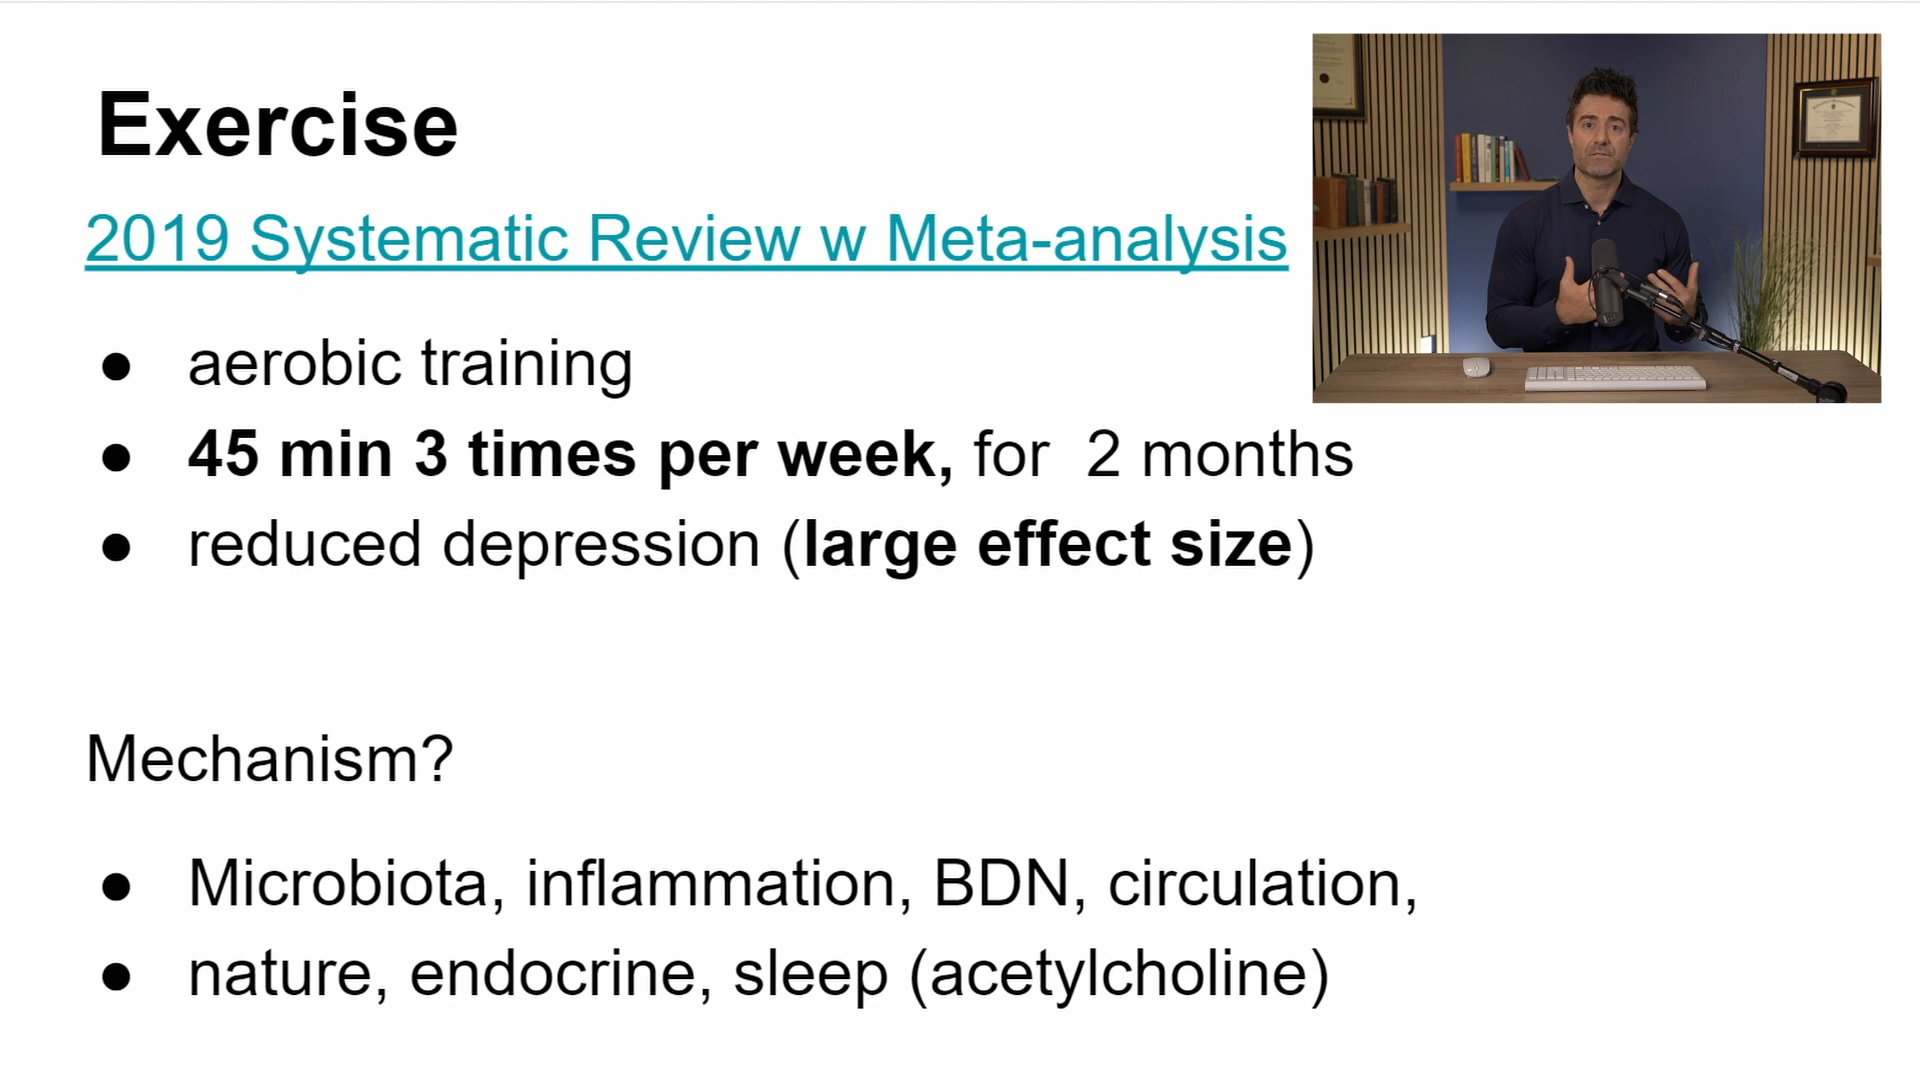 Exercise
2019 Systematic Review w Meta-analysis
● aerobic training
● 45 min 3 times per week, for 2 months
● reduced depression (large effect size)
Mechanism?
● Microbiota, inflammation, BDN, circulation,
● nature, endocrine, sleep (acetylcholine)